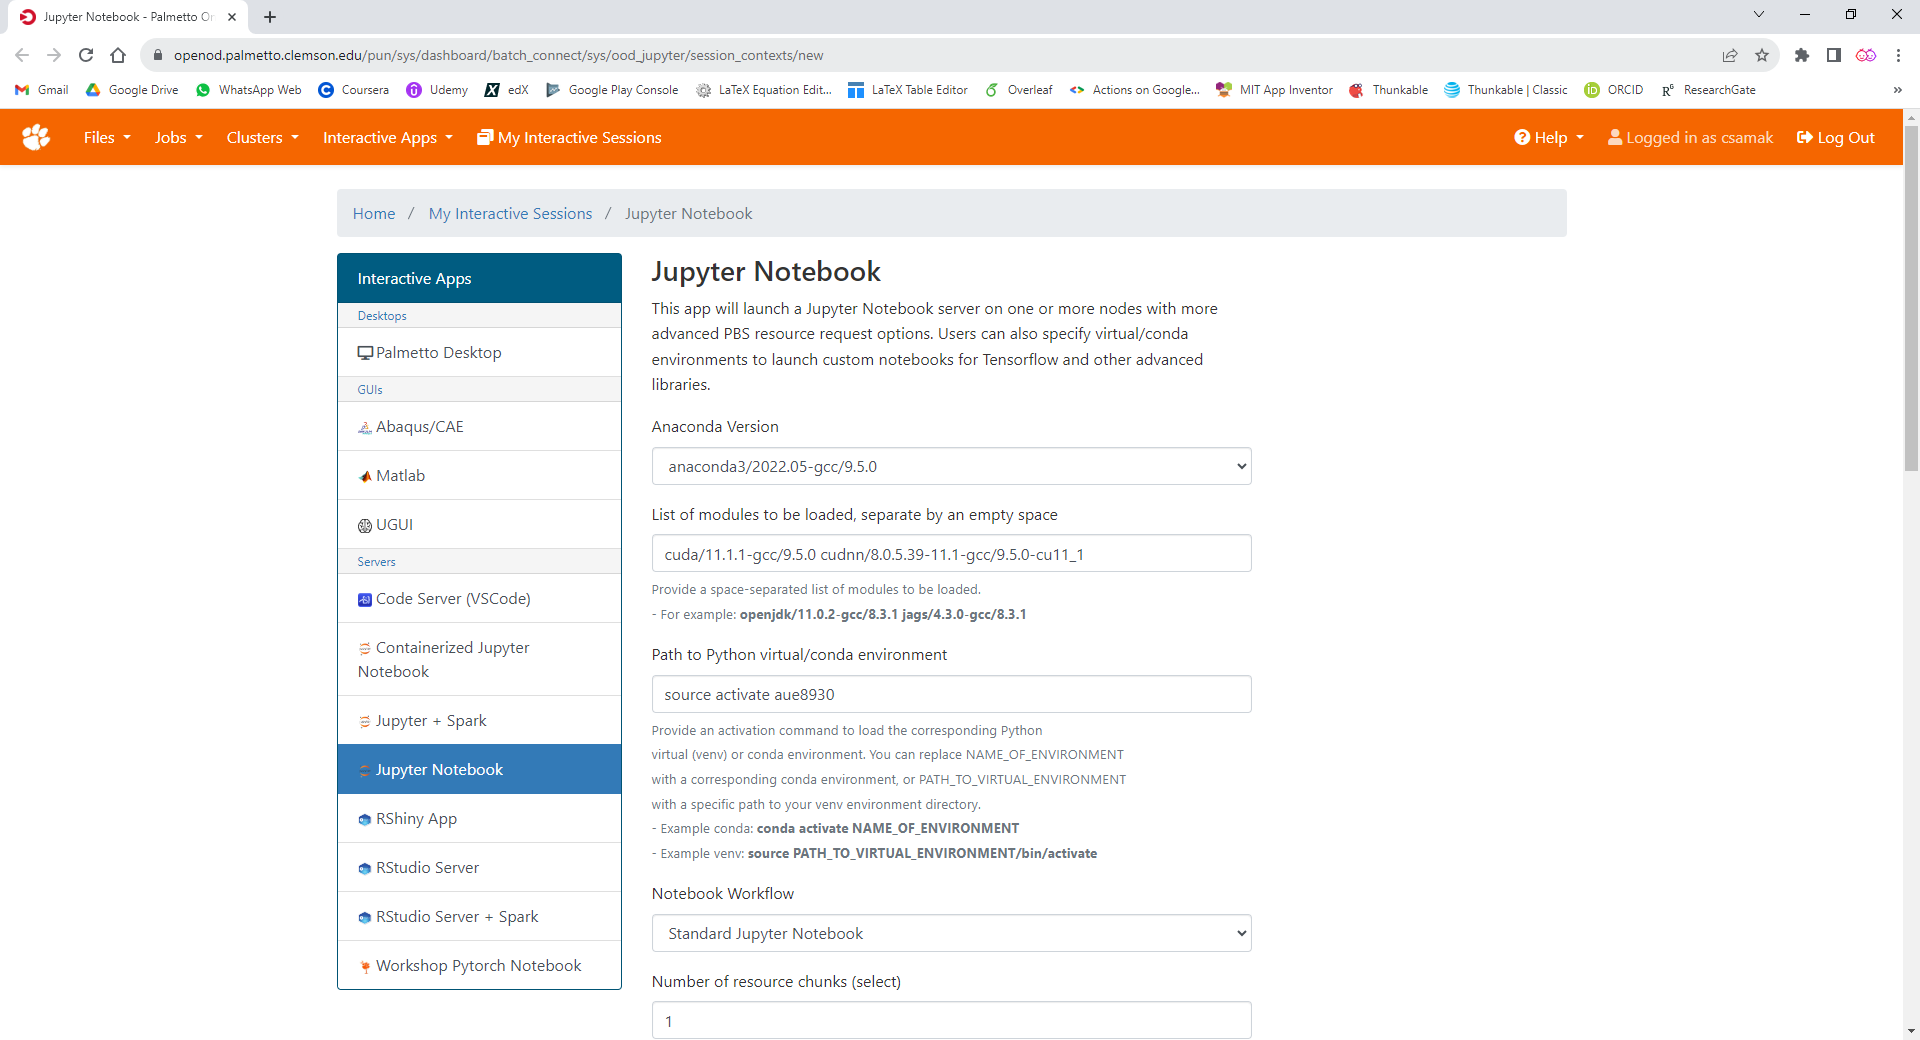 Jupyter Notebook - Palmetto On
openod.palmetto.clemson.edu/pun/sys/dashboard/batch_connect/sys/ood_jupyter/session_contexts/new
Gmail Google Drive WhatsApp Web Coursera Udemy edX Google Play Console LaTeX Equation Edit... LaTeX Table Editor Overleaf Actions on Google... MIT App Inventor Thunkable Thunkable | Classic ORCID ResearchGate »
Files Jobs Clusters Interactive Apps My Interactive Sessions Help Logged in as csamak Log Out
Home / My Interactive Sessions / Jupyter Notebook
Interactive Apps
Desktops
Palmetto Desktop
GUIs
Abaqus/CAE
Matlab
UGUI
Servers
Code Server (VSCode)
Containerized Jupyter
Notebook
Jupyter + Spark
Jupyter Notebook
RShiny App
RStudio Server
RStudio Server + Spark
Workshop Pytorch Notebook
Jupyter Notebook
This app will launch a Jupyter Notebook server on one or more nodes with more
advanced PBS resource request options. Users can also specify virtual/conda
environments to launch custom notebooks for Tensorflow and other advanced
libraries.
Anaconda Version
anaconda3/2022.05-gcc/9.5.0
List of modules to be loaded, separate by an empty space
cuda/11.1.1-gcc/9.5.0 cudnn/8.0.5.39-11.1-gcc/9.5.0-cu11_1
Provide a space-separated list of modules to be loaded.
- For example: openjdk/11.0.2-gcc/8.3.1 jags/4.3.0-gcc/8.3.1
Path to Python virtual/conda environment
source activate aue8930
Provide an activation command to load the corresponding Python
virtual (venv) or conda environment. You can replace NAME_OF_ENVIRONMENT
with a corresponding conda environment, or PATH_TO_VIRTUAL_ENVIRONMENT
with a specific path to your venv environment directory.
- Example conda: conda activate NAME_OF_ENVIRONMENT
- Example venv: source PATH_TO_VIRTUAL_ENVIRONMENT/bin/activate
Notebook Workflow
Standard Jupyter Notebook
Number of resource chunks (select)
1